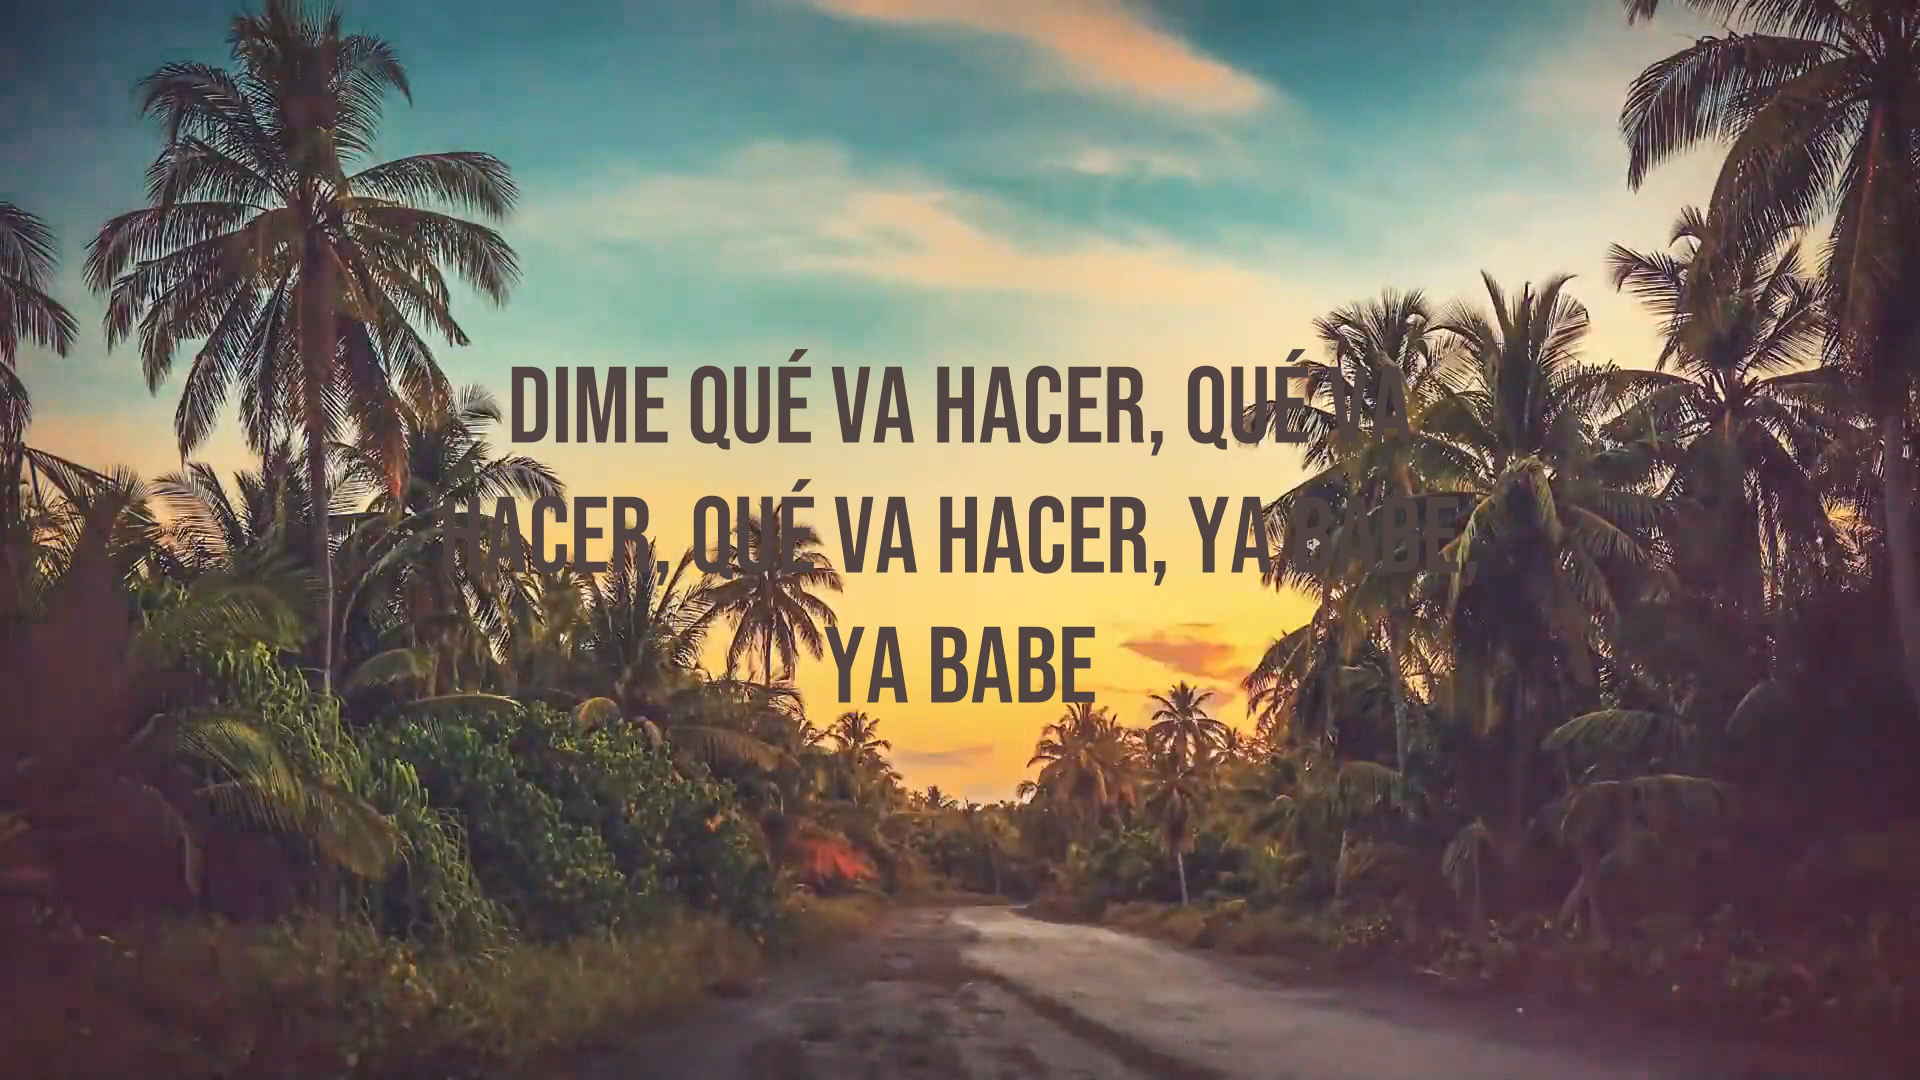 DIME QUÉ VA HACER, QUÉ VA
HACER, QUÉ VA HACER, YA BABE,
YA BABE